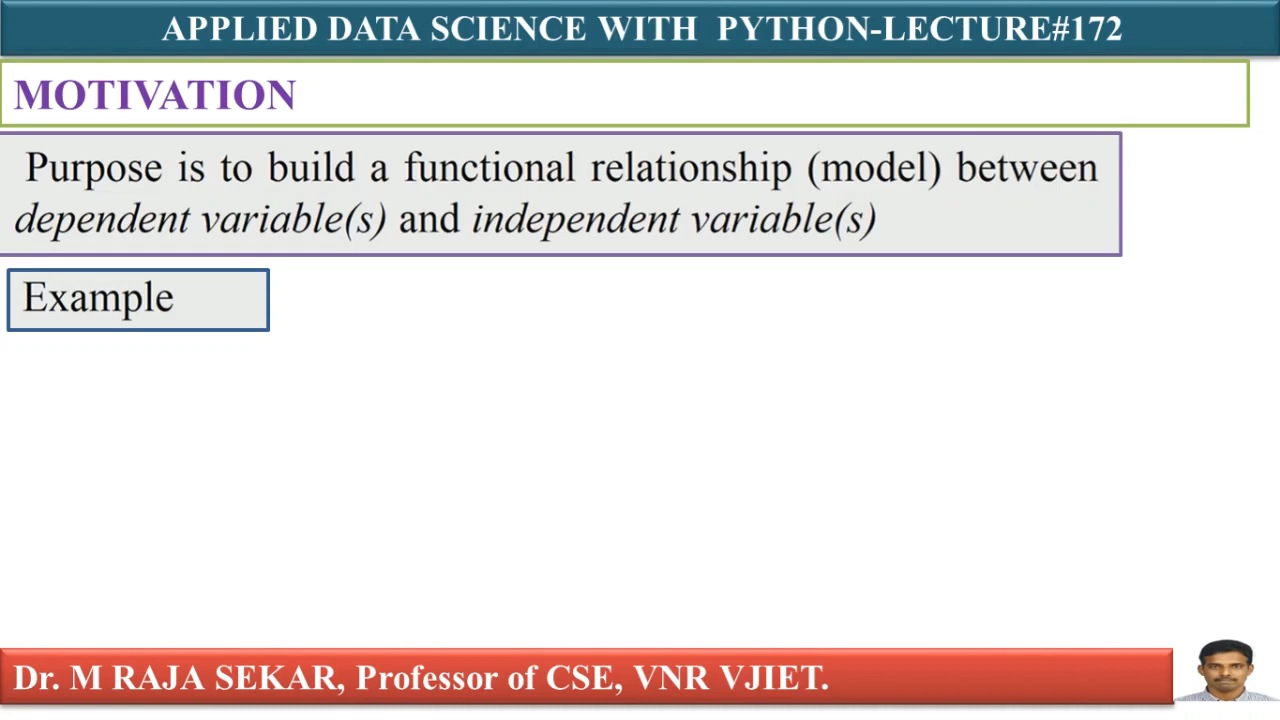 APPLIED DATA SCIENCE WITH PYTHON-LECTURE#172
MOTIVATION
Purpose is to build a functional relationship (model) between
dependent variable(s) and independent variable(s)
Example
Dr. M RAJA SEKAR, Professor of CSE, VNR VJIET.